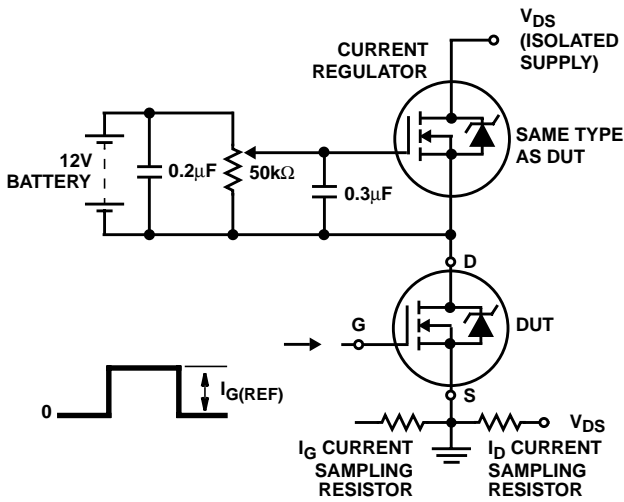 V_DS
(ISOLATED
SUPPLY)
CURRENT
REGULATOR
SAME TYPE
AS DUT
12V
BATTERY
0.2μF
50kΩ
0.3μF
D
DUT
G
S
I_G(REF)
0
V_DS
I_G CURRENT
SAMPLING
RESISTOR
I_D CURRENT
SAMPLING
RESISTOR